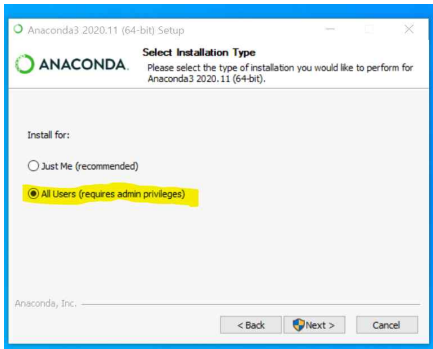 Anaconda3 2020.11 (64-bit) Setup
ANACONDA.
Select Installation Type
Please select the type of installation you would like to perform for
Anaconda3 2020.11 (64-bit).
Install for:
Just Me (recommended)
All Users (requires admin privileges)
Anaconda, Inc.
< Back
Next >
Cancel